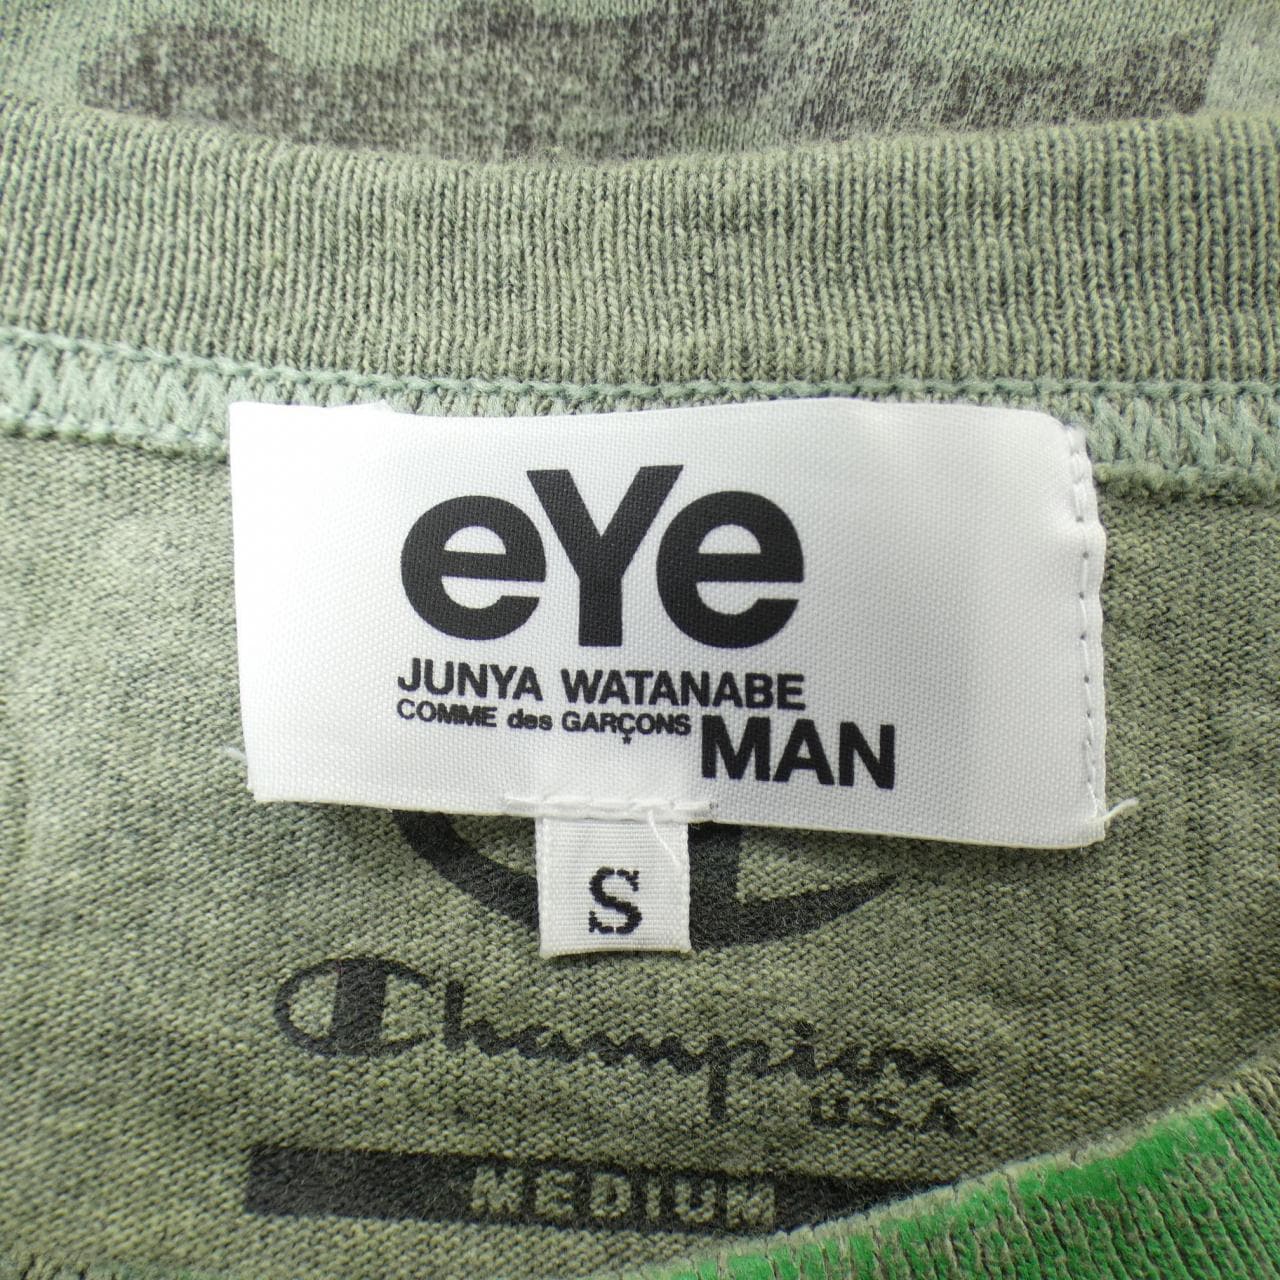 eYe
JUNYA WATANABE
COMME des GARÇONS MAN
S
Champion
U.S.A.
MEDIUM